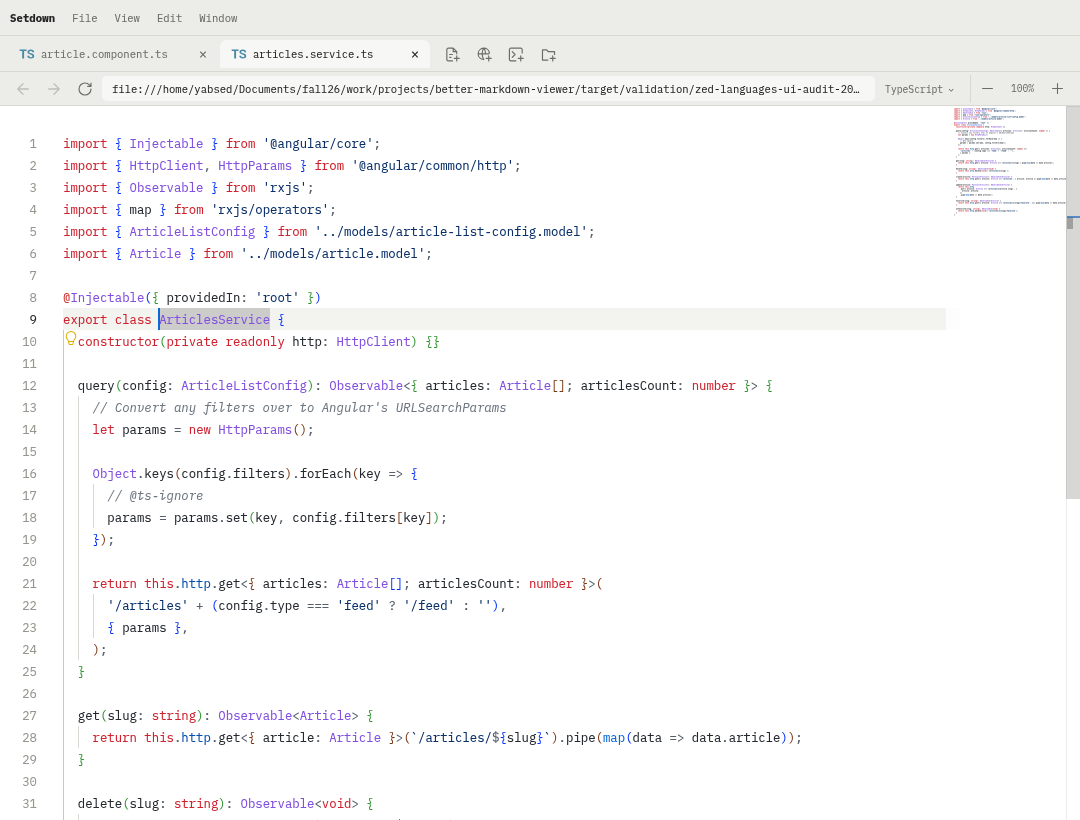 Setdown File View Edit Window
TS article.component.ts × TS articles.service.ts ×
file:///home/yabsed/Documents/fall26/work/projects/better-markdown-viewer/target/validation/zed-languages-ui-audit-20… TypeScript 100%
1 import { Injectable } from '@angular/core';
2 import { HttpClient, HttpParams } from '@angular/common/http';
3 import { Observable } from 'rxjs';
4 import { map } from 'rxjs/operators';
5 import { ArticleListConfig } from '../models/article-list-config.model';
6 import { Article } from '../models/article.model';
7
8 @Injectable({ providedIn: 'root' })
9 export class ArticlesService {
10 constructor(private readonly http: HttpClient) {}
11
12 query(config: ArticleListConfig): Observable<{ articles: Article[]; articlesCount: number }> {
13 // Convert any filters over to Angular's URLSearchParams
14 let params = new HttpParams();
15
16 Object.keys(config.filters).forEach(key => {
17 // @ts-ignore
18 params = params.set(key, config.filters[key]);
19 });
20
21 return this.http.get<{ articles: Article[]; articlesCount: number }>(
22 '/articles' + (config.type === 'feed' ? '/feed' : ''),
23 { params },
24 );
25 }
26
27 get(slug: string): Observable<Article> {
28 return this.http.get<{ article: Article }>(`/articles/${slug}`).pipe(map(data => data.article));
29 }
30
31 delete(slug: string): Observable<void> {